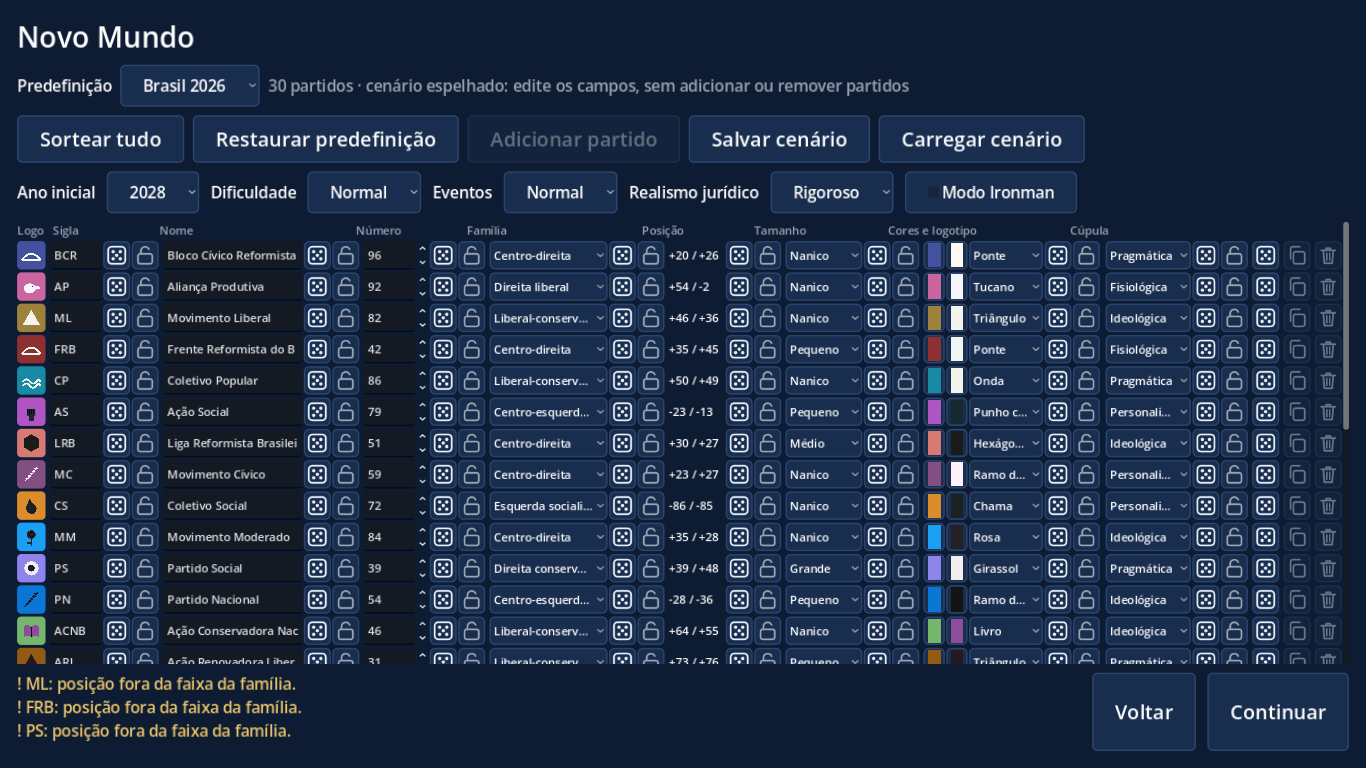 Novo Mundo
Predefinição Brasil 2026 30 partidos · cenário espelhado: edite os campos, sem adicionar ou remover partidos
Sortear tudo Restaurar predefinição Adicionar partido Salvar cenário Carregar cenário
Ano inicial 2028 Dificuldade Normal Eventos Normal Realismo jurídico Rigoroso Modo Ironman
Logo Sigla Nome Número Família Posição Tamanho Cores e logotipo Cúpula
BCR Bloco Cívico Reformista 96 Centro-direita +20 / +26 Nanico Ponte Pragmática
AP Aliança Produtiva 92 Direita liberal +54 / -2 Nanico Tucano Fisiológica
ML Movimento Liberal 82 Liberal-conserv... +46 / +36 Nanico Triângulo Ideológica
FRB Frente Reformista do B 42 Centro-direita +35 / +45 Pequeno Ponte Fisiológica
CP Coletivo Popular 86 Liberal-conserv... +50 / +49 Nanico Onda Pragmática
AS Ação Social 79 Centro-esquerd... -23 / -13 Pequeno Punho c... Personali...
LRB Liga Reformista Brasilei 51 Centro-direita +30 / +27 Médio Hexágo... Ideológica
MC Movimento Cívico 59 Centro-direita +23 / +27 Nanico Ramo d... Personali...
CS Coletivo Social 72 Esquerda sociali... -86 / -85 Nanico Chama Personali...
MM Movimento Moderado 84 Centro-direita +35 / +28 Nanico Rosa Ideológica
PS Partido Social 39 Direita conserv... +39 / +48 Grande Girassol Pragmática
PN Partido Nacional 54 Centro-esquerd... -28 / -36 Pequeno Ramo d... Ideológica
ACNB Ação Conservadora Nac 46 Liberal-conserv... +64 / +55 Nanico Livro Ideológica
Ação Renovadora Liber 31 Liberal-conserv... +73 / +76 Pequeno Triângulo Pragmática
! ML: posição fora da faixa da família.
! FRB: posição fora da faixa da família.
! PS: posição fora da faixa da família.
Voltar Continuar